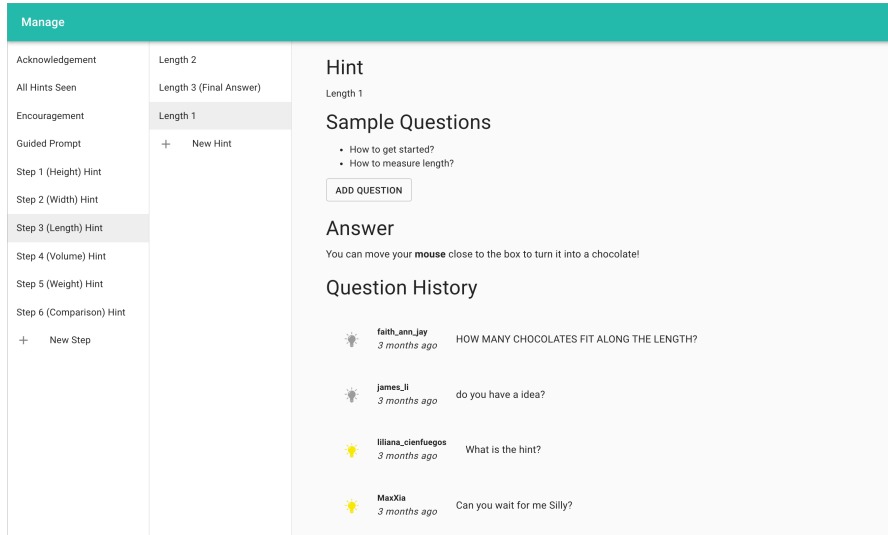 Manage
Acknowledgement
All Hints Seen
Encouragement
Guided Prompt
Step 1 (Height) Hint
Step 2 (Width) Hint
Step 3 (Length) Hint
Step 4 (Volume) Hint
Step 5 (Weight) Hint
Step 6 (Comparison) Hint
+ New Step
Length 2
Length 3 (Final Answer)
Length 1
+ New Hint
Hint
Length 1
Sample Questions
• How to get started?
• How to measure length?
ADD QUESTION
Answer
You can move your mouse close to the box to turn it into a chocolate!
Question History
faith_ann_jay
3 months ago
HOW MANY CHOCOLATES FIT ALONG THE LENGTH?
james_li
3 months ago
do you have a idea?
liliana_cienfuegos
3 months ago
What is the hint?
MaxXia
3 months ago
Can you wait for me Silly?